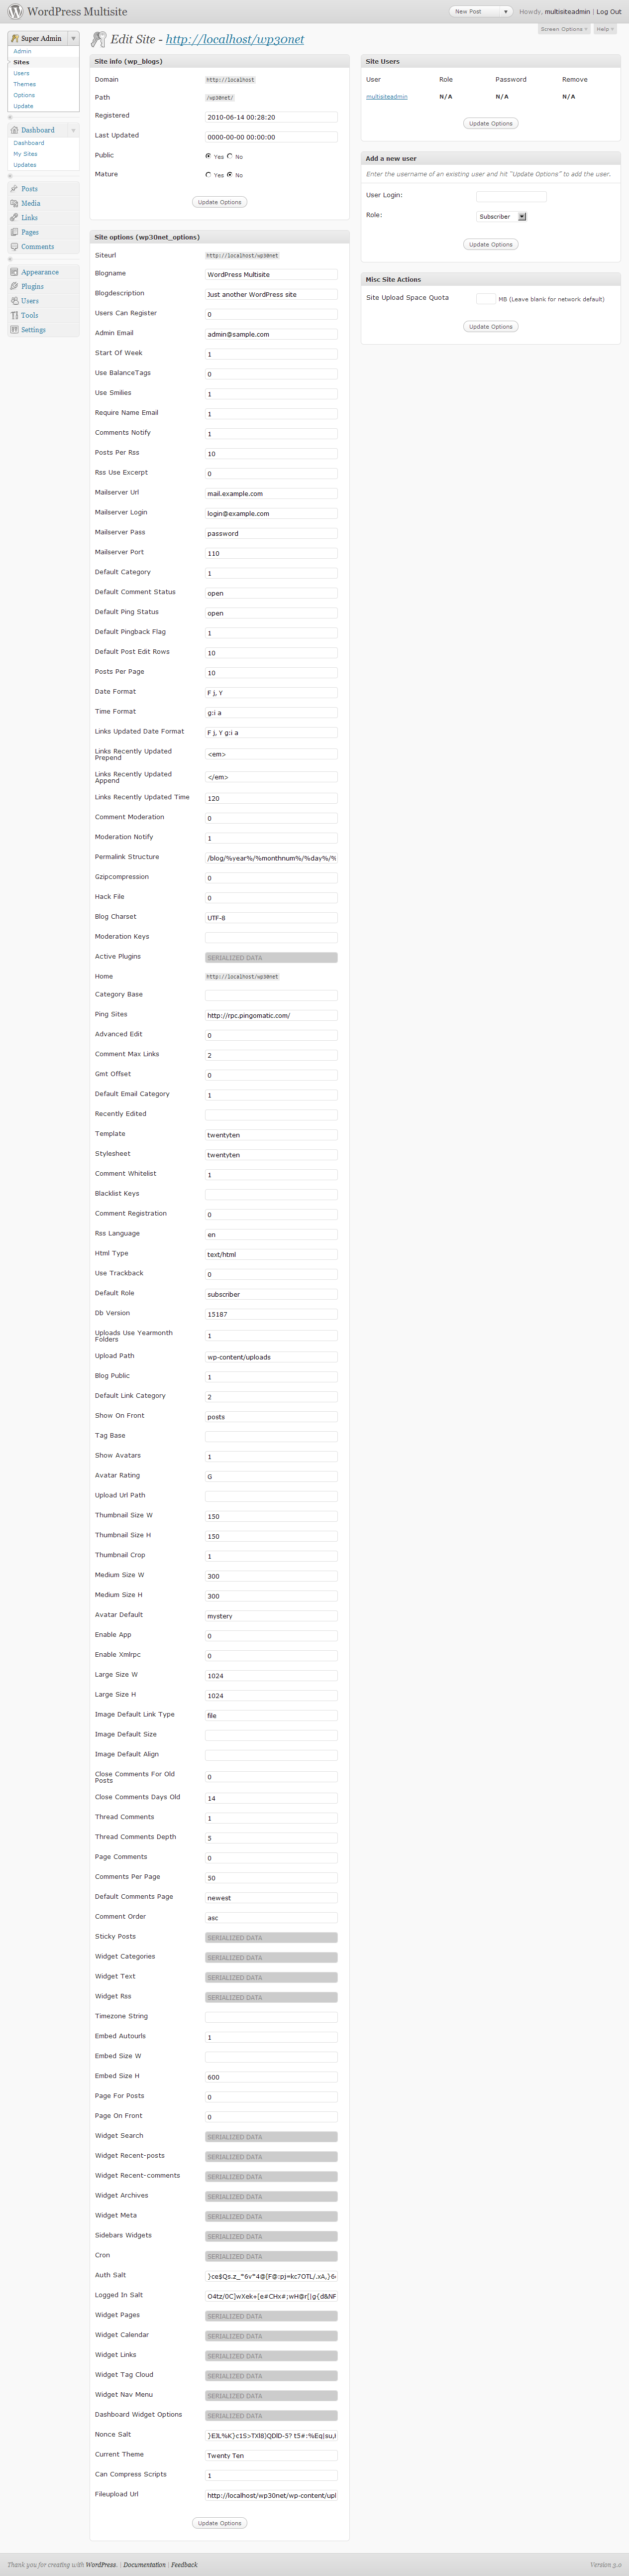 WordPress Multisite
New Post
Howdy, multisiteadmin | Log Out
Screen Options
Help
Super Admin
Admin
Sites
Users
Themes
Options
Update
Dashboard
Dashboard
My Sites
Updates
Posts
Media
Links
Pages
Comments
Appearance
Plugins
Users
Tools
Settings
Edit Site - http://localhost/wp30net
Site info (wp_blogs)
Domain http://localhost
Path /wp30net/
Registered 2010-06-14 00:28:20
Last Updated 0000-00-00 00:00:00
Public Yes No
Mature Yes No
Update Options
Site options (wp30net_options)
Siteurl http://localhost/wp30net
Blogname WordPress Multisite
Blogdescription Just another WordPress site
Users Can Register 0
Admin Email admin@sample.com
Start Of Week 1
Use BalanceTags 0
Use Smilies 1
Require Name Email 1
Comments Notify 1
Posts Per Rss 10
Rss Use Excerpt 0
Mailserver Url mail.example.com
Mailserver Login login@example.com
Mailserver Pass password
Mailserver Port 110
Default Category 1
Default Comment Status open
Default Ping Status open
Default Pingback Flag 1
Default Post Edit Rows 10
Posts Per Page 10
Date Format F j, Y
Time Format g:i a
Links Updated Date Format F j, Y g:i a
Links Recently Updated
Prepend <em>
Links Recently Updated
Append </em>
Links Recently Updated Time 120
Comment Moderation 0
Moderation Notify 1
Permalink Structure /blog/%year%/%monthnum%/%day%/%
Gzipcompression 0
Hack File 0
Blog Charset UTF-8
Moderation Keys
Active Plugins SERIALIZED DATA
Home http://localhost/wp30net
Category Base
Ping Sites http://rpc.pingomatic.com/
Advanced Edit 0
Comment Max Links 2
Gmt Offset 0
Default Email Category 1
Recently Edited
Template twentyten
Stylesheet twentyten
Comment Whitelist 1
Blacklist Keys
Comment Registration 0
Rss Language en
Html Type text/html
Use Trackback 0
Default Role subscriber
Db Version 15187
Uploads Use Yearmonth
Folders 1
Upload Path wp-content/uploads
Blog Public 1
Default Link Category 2
Show On Front posts
Tag Base
Show Avatars 1
Avatar Rating G
Upload Url Path
Thumbnail Size W 150
Thumbnail Size H 150
Thumbnail Crop 1
Medium Size W 300
Medium Size H 300
Avatar Default mystery
Enable App 0
Enable Xmlrpc 0
Large Size W 1024
Large Size H 1024
Image Default Link Type file
Image Default Size
Image Default Align
Close Comments For Old
Posts 0
Close Comments Days Old 14
Thread Comments 1
Thread Comments Depth 5
Page Comments 0
Comments Per Page 50
Default Comments Page newest
Comment Order asc
Sticky Posts SERIALIZED DATA
Widget Categories SERIALIZED DATA
Widget Text SERIALIZED DATA
Widget Rss SERIALIZED DATA
Timezone String
Embed Autourls 1
Embed Size W
Embed Size H 600
Page For Posts 0
Page On Front 0
Widget Search SERIALIZED DATA
Widget Recent-posts SERIALIZED DATA
Widget Recent-comments SERIALIZED DATA
Widget Archives SERIALIZED DATA
Widget Meta SERIALIZED DATA
Sidebars Widgets SERIALIZED DATA
Cron SERIALIZED DATA
Auth Salt
Logged In Salt
Widget Pages SERIALIZED DATA
Widget Calendar SERIALIZED DATA
Widget Links SERIALIZED DATA
Widget Tag Cloud SERIALIZED DATA
Widget Nav Menu SERIALIZED DATA
Dashboard Widget Options SERIALIZED DATA
Nonce Salt
Current Theme Twenty Ten
Can Compress Scripts 1
Fileupload Url http://localhost/wp30net/wp-content/upl
Update Options
Site Users
User Role Password Remove
multisiteadmin N/A N/A N/A
Update Options
Add a new user
Enter the username of an existing user and hit "Update Options" to add the user.
User Login:
Role: Subscriber
Update Options
Misc Site Actions
Site Upload Space Quota MB (Leave blank for network default)
Update Options
Thank you for creating with WordPress. | Documentation | Feedback
Version 3.0